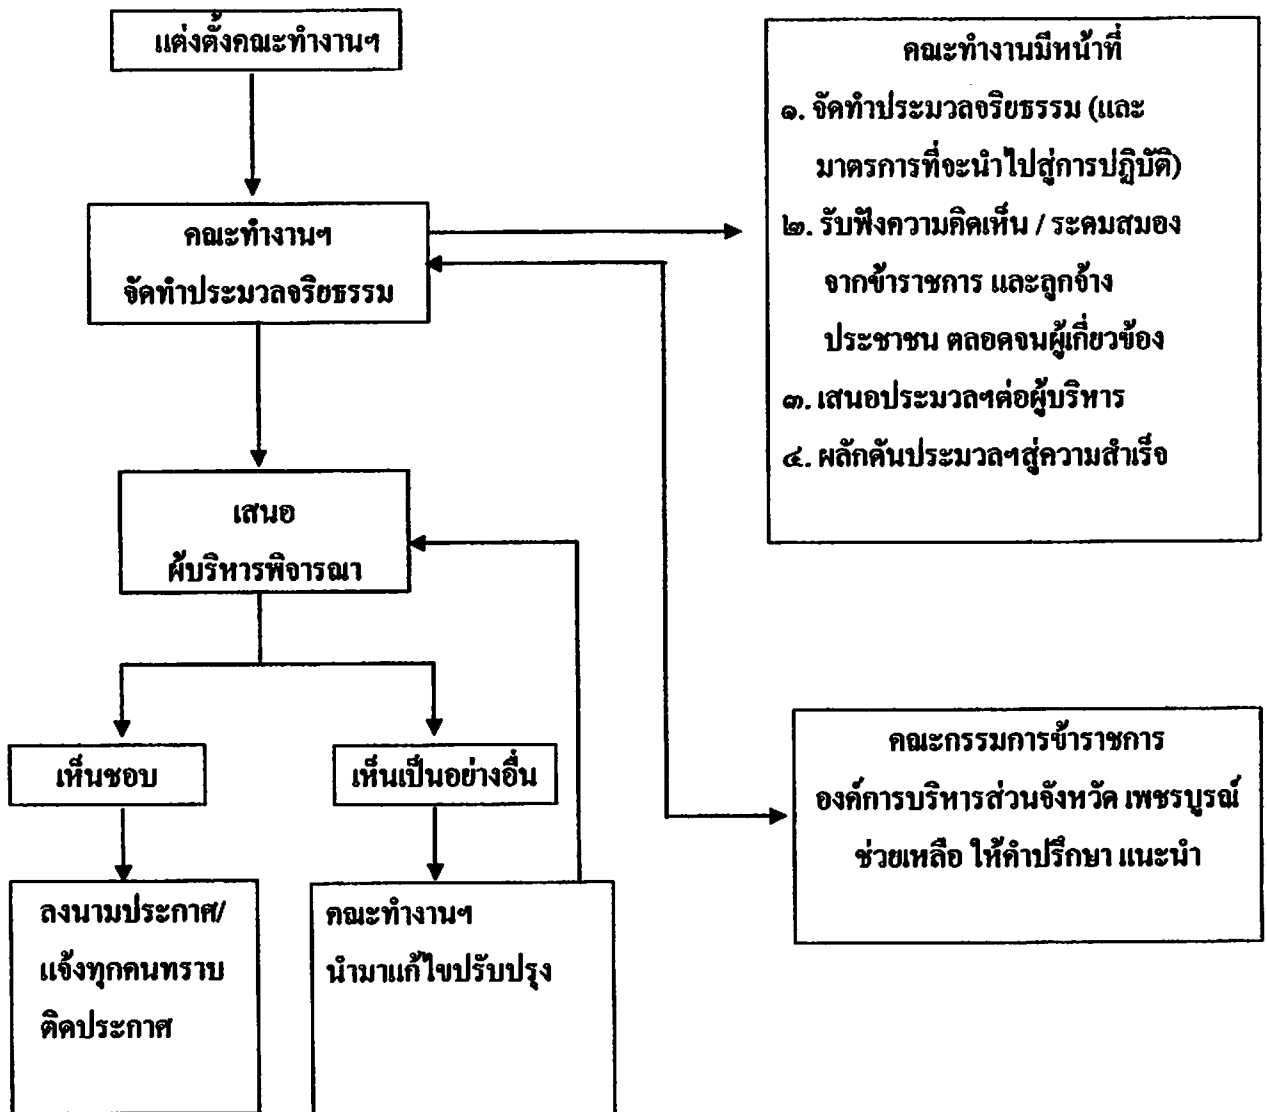 แต่งตั้งคณะทำงานฯ
คณะทำงานมีหน้าที่
๑. จัดทำประมวลจริยธรรม (และ
มาตรการที่จะนำไปสู่การปฏิบัติ)
๒. รับฟังความคิดเห็น / ระดมสมอง
จากข้าราชการ และลูกจ้าง
ประชาชน ตลอดจนผู้เกี่ยวข้อง
๓. เสนอประมวลฯต่อผู้บริหาร
๔. ผลักดันประมวลฯสู่ความสำเร็จ
คณะทำงานฯ
จัดทำประมวลจริยธรรม
เสนอ
ผู้บริหารพิจารณา
เห็นชอบ
เห็นเป็นอย่างอื่น
คณะกรรมการข้าราชการ
องค์การบริหารส่วนจังหวัด เพชรบูรณ์
ช่วยเหลือ ให้คำปรึกษา แนะนำ
ลงนามประกาศ/
แจ้งทุกคนทราบ
ติดประกาศ
คณะทำงานฯ
นำมาแก้ไขปรับปรุง